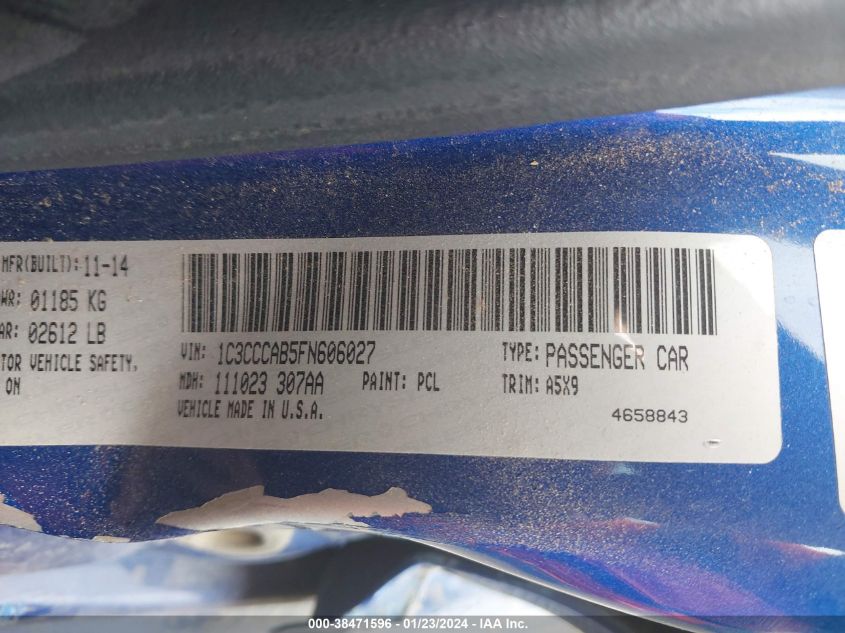 MFR(BUILT): 11-14
WR: 01185 KG
AR: 02612 LB
TOR VEHICLE SAFETY,
ON
VIN: 1C3CCCAB5FN606027
TYPE: PASSENGER CAR
MDH: 111023 307AA
PAINT: PCL
TRIM: A5X9
VEHICLE MADE IN U.S.A.
4658843
000-38471596 - 01/23/2024 - IAA Inc.